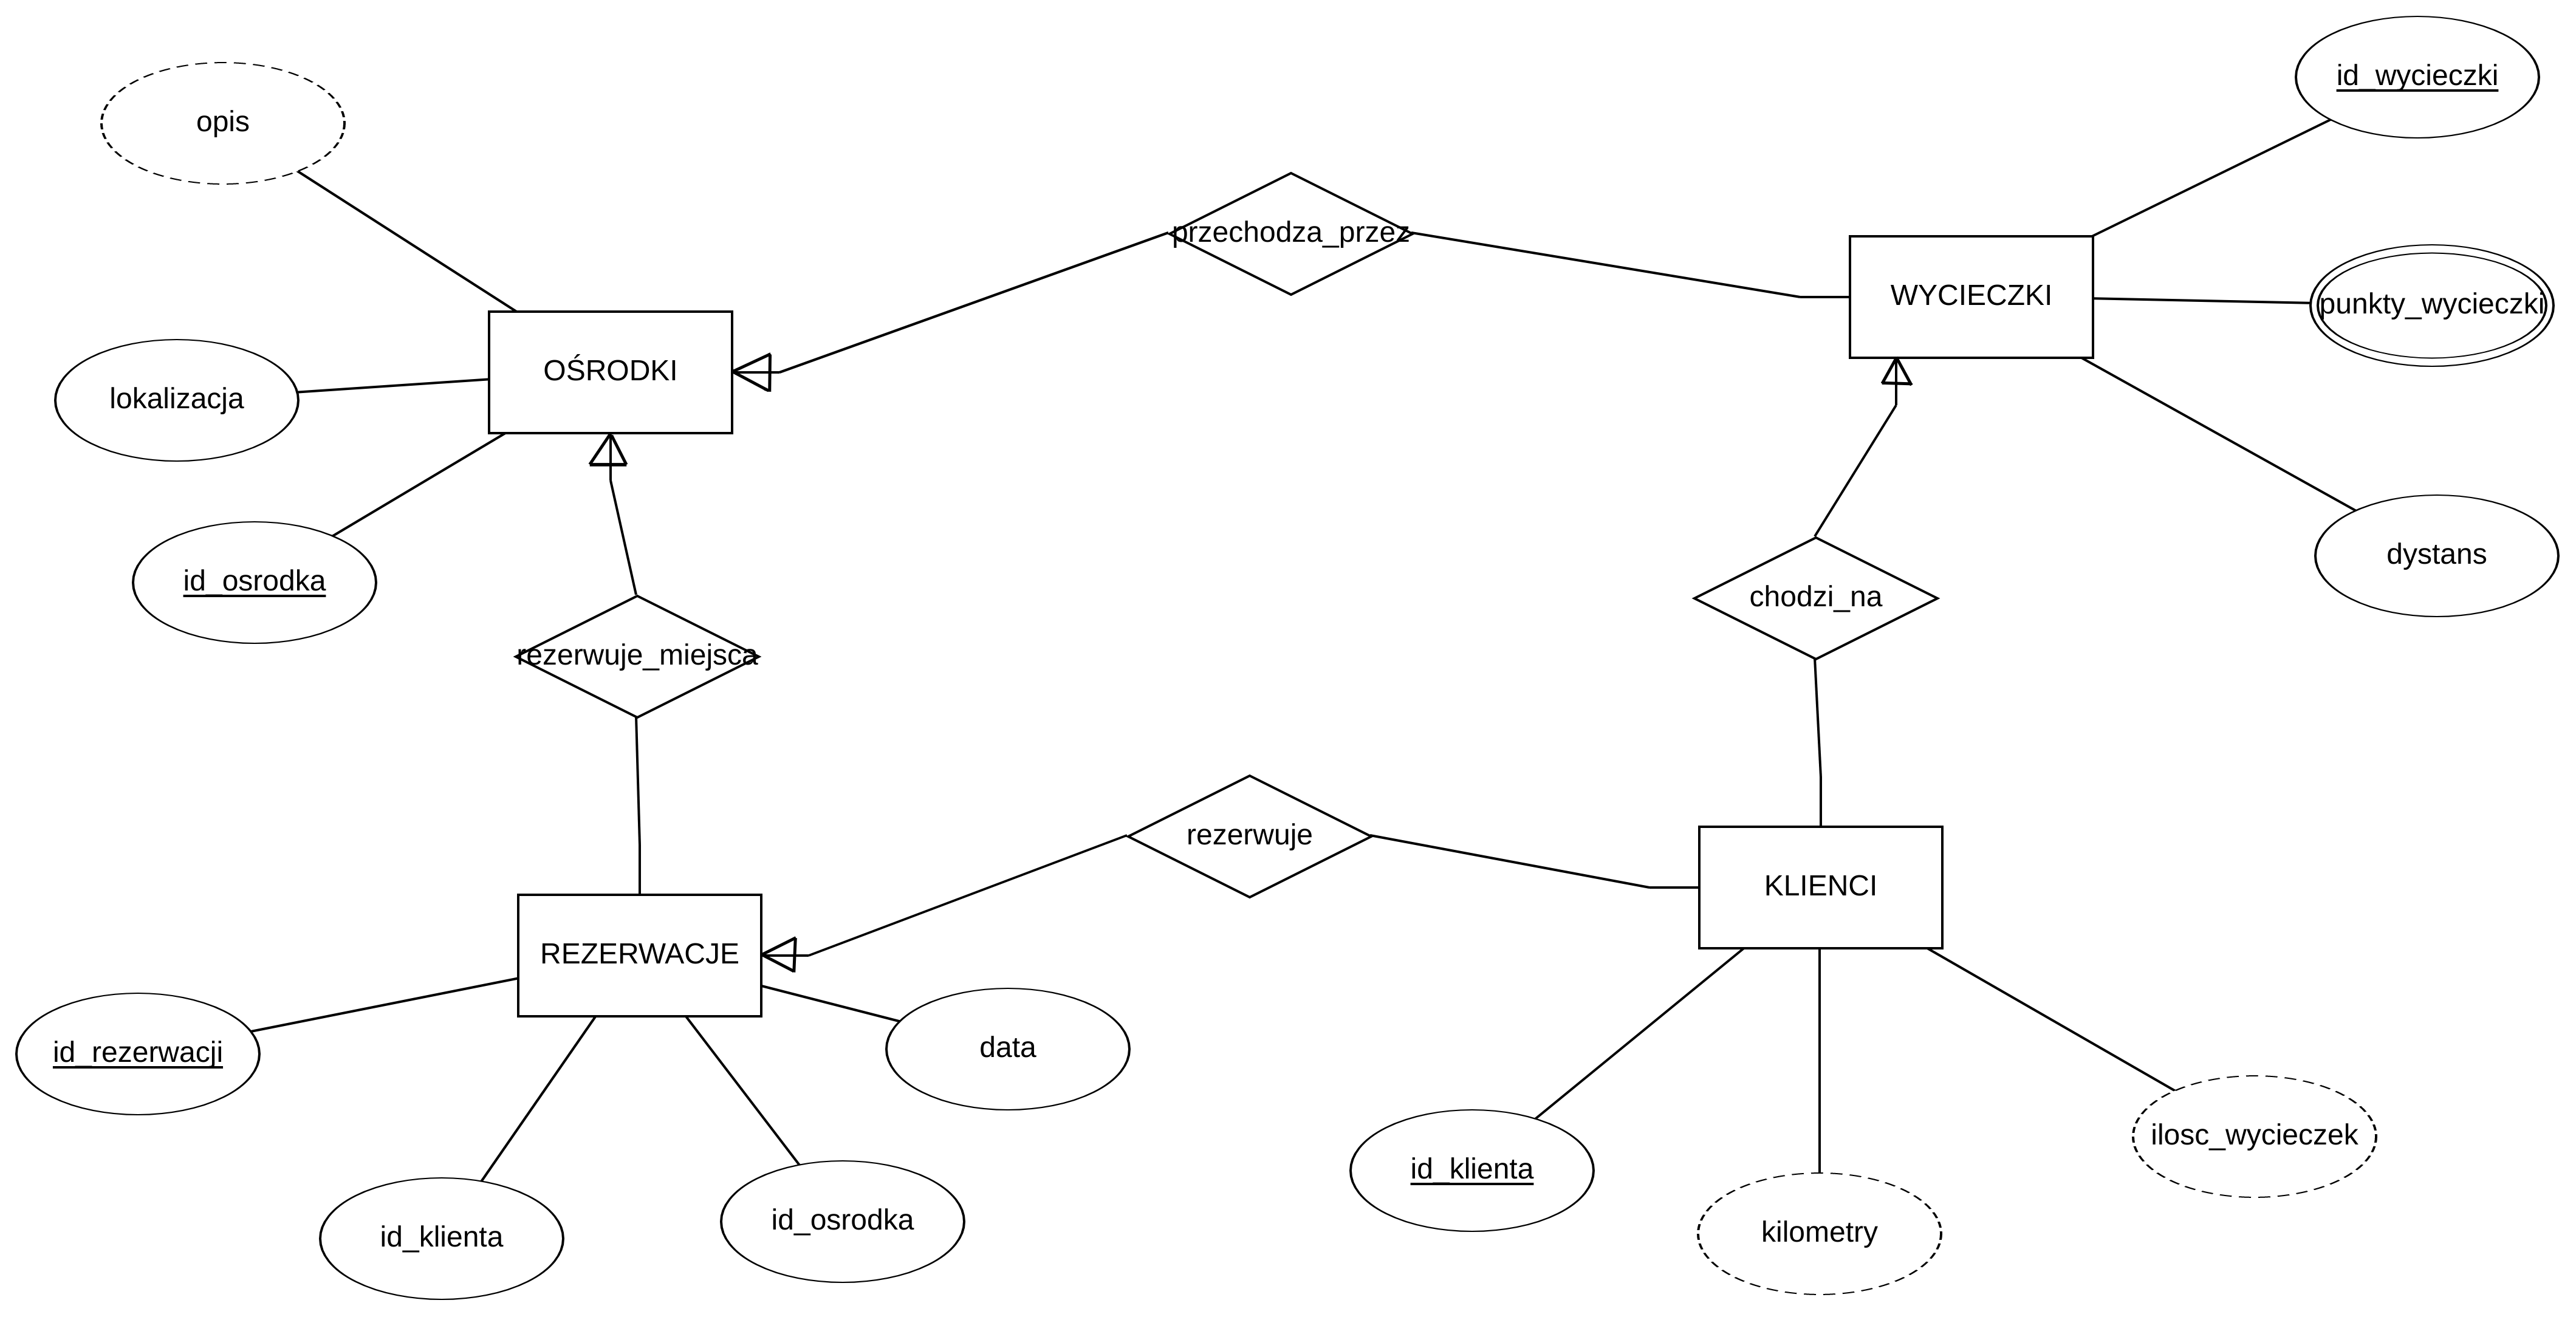 id_wycieczki
opis
przechodza_przez
WYCIECZKI
punkty_wycieczki
OŚRODKI
lokalizacja
dystans
id_osrodka
chodzi_na
rezerwuje_miejsca
rezerwuje
KLIENCI
REZERWACJE
id_rezerwacji
data
ilosc_wycieczek
id_klienta
id_osrodka
kilometry
id_klienta